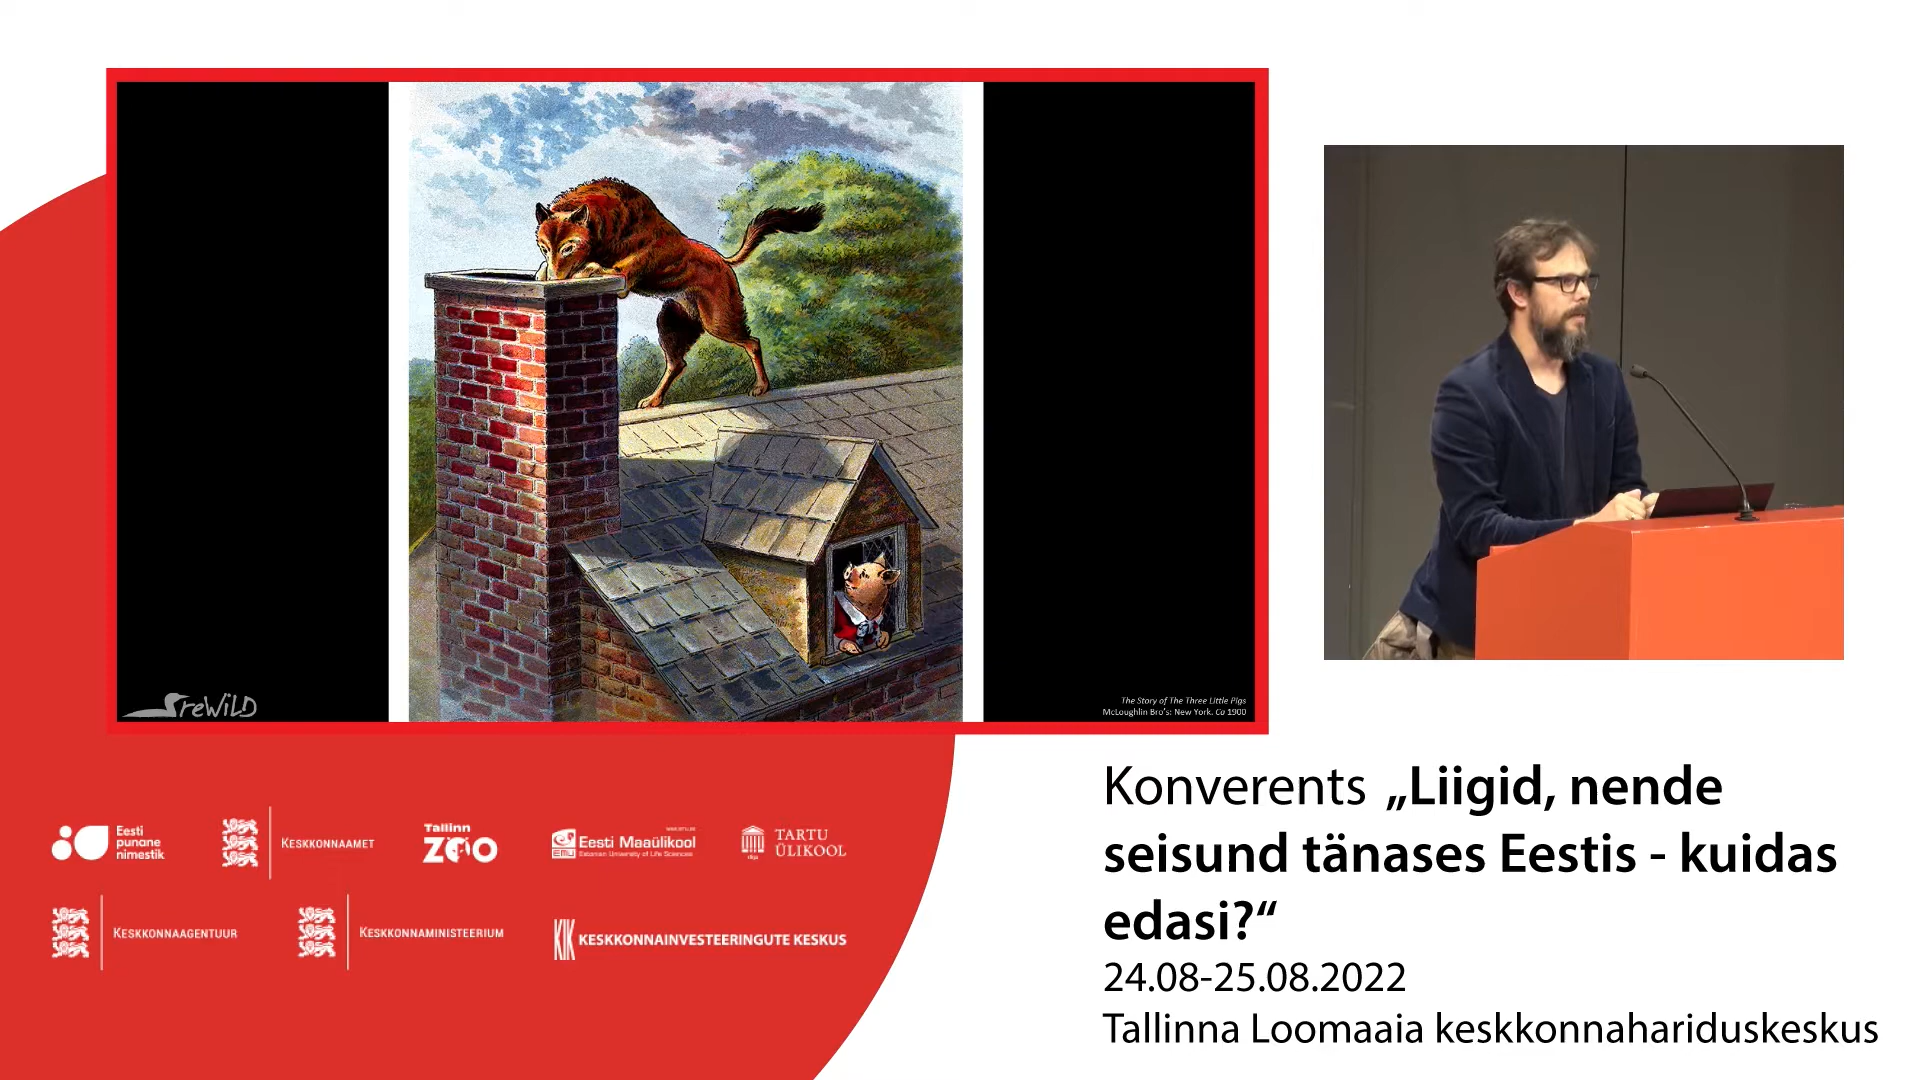 reWiLD
The Story of The Three Little Pigs
McLoughlin Bro's: New York. Ca 1900
Eesti
punane
nimestik
KESKKONNAAMET
Tallinn
ZOO
EMÜ
Eesti Maaülikool
Estonian University of Life Sciences
TARTU
ÜLIKOOL
KESKKONNAAGENTUUR
KESKKONNAMINISTEERIUM
KIK KESKKONNAINVESTEERINGUTE KESKUS
Konverents „Liigid, nende
seisund tänases Eestis - kuidas
edasi?“
24.08-25.08.2022
Tallinna Loomaaia keskkonnahariduskeskus